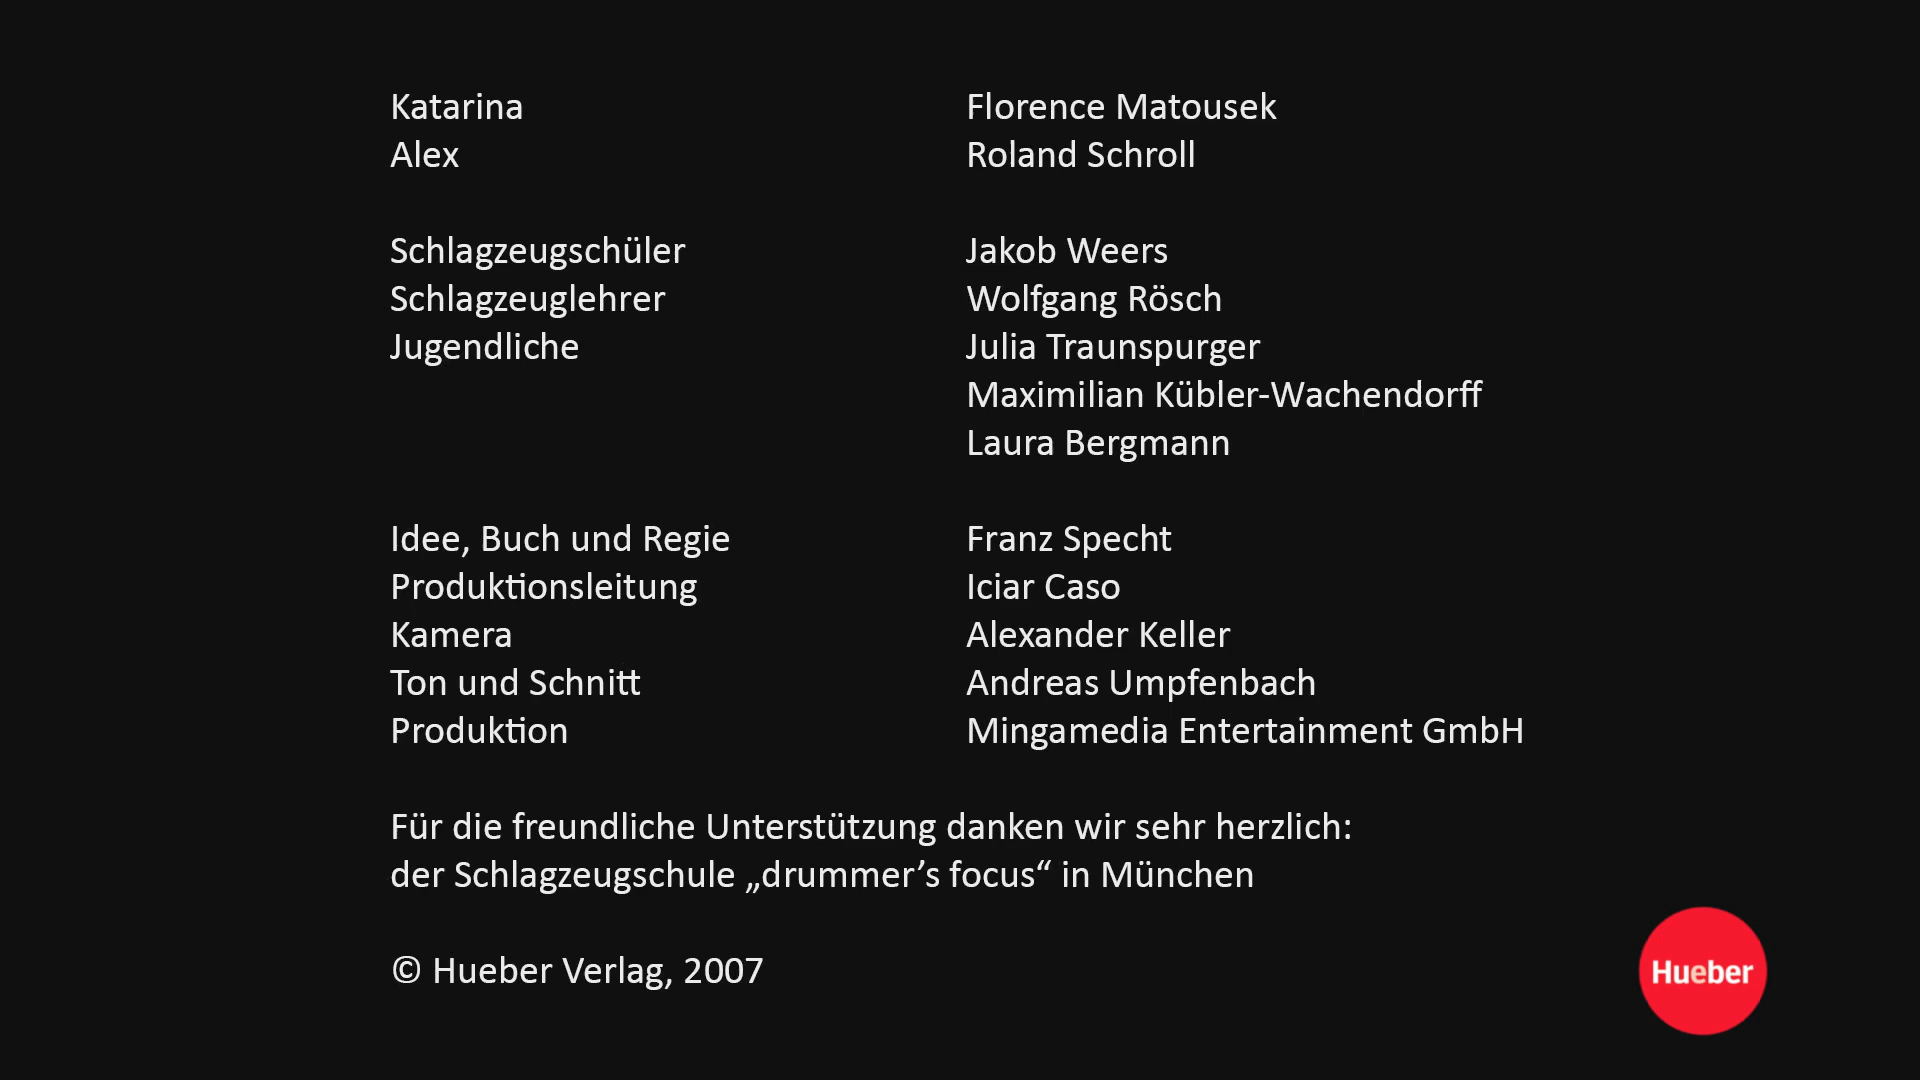 Katarina Florence Matousek
Alex Roland Schroll
Schlagzeugschüler Jakob Weers
Schlagzeuglehrer Wolfgang Rösch
Jugendliche Julia Traunspurger
Maximilian Kübler-Wachendorff
Laura Bergmann
Idee, Buch und Regie Franz Specht
Produktionsleitung Iciar Caso
Kamera Alexander Keller
Ton und Schnitt Andreas Umpfenbach
Produktion Mingamedia Entertainment GmbH
Für die freundliche Unterstützung danken wir sehr herzlich:
der Schlagzeugschule „drummer’s focus“ in München
© Hueber Verlag, 2007
Hueber